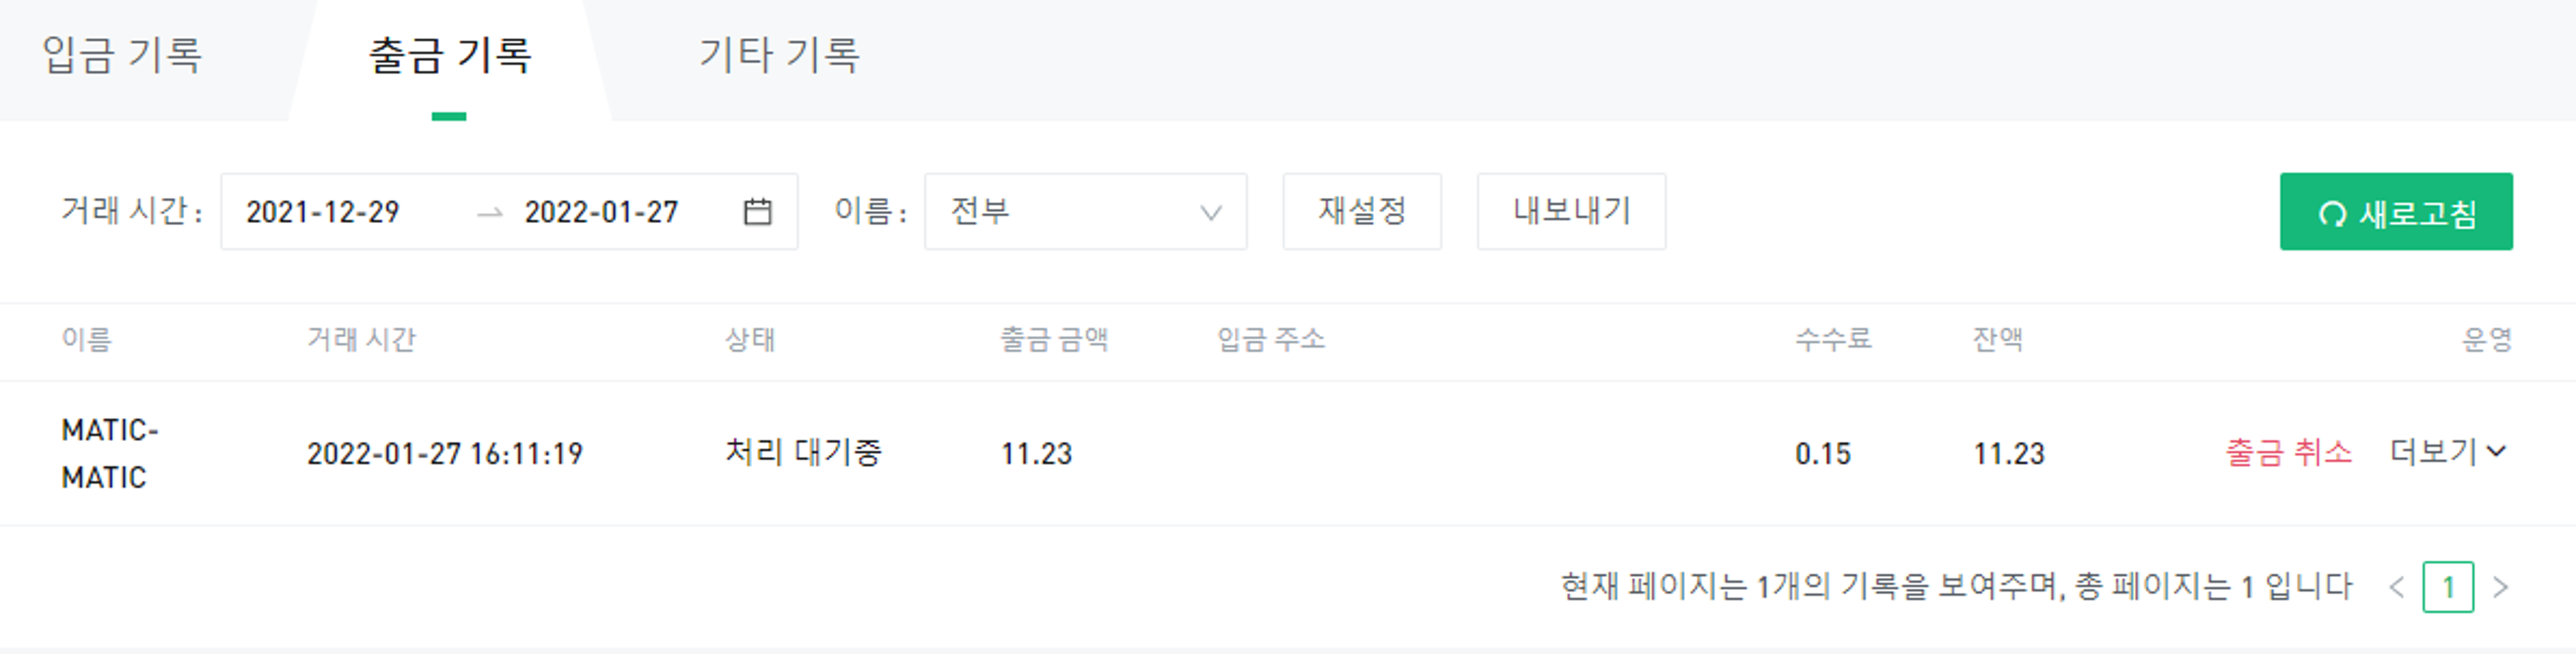 입금 기록 출금 기록 기타 기록
거래 시간 : 2021-12-29 → 2022-01-27 이름 : 전부 재설정 내보내기 새로고침
이름 거래 시간 상태 출금 금액 입금 주소 수수료 잔액 운영
MATIC-
MATIC 2022-01-27 16:11:19 처리 대기중 11.23 0.15 11.23 출금 취소 더보기
현재 페이지는 1개의 기록을 보여주며, 총 페이지는 1 입니다 < 1 >